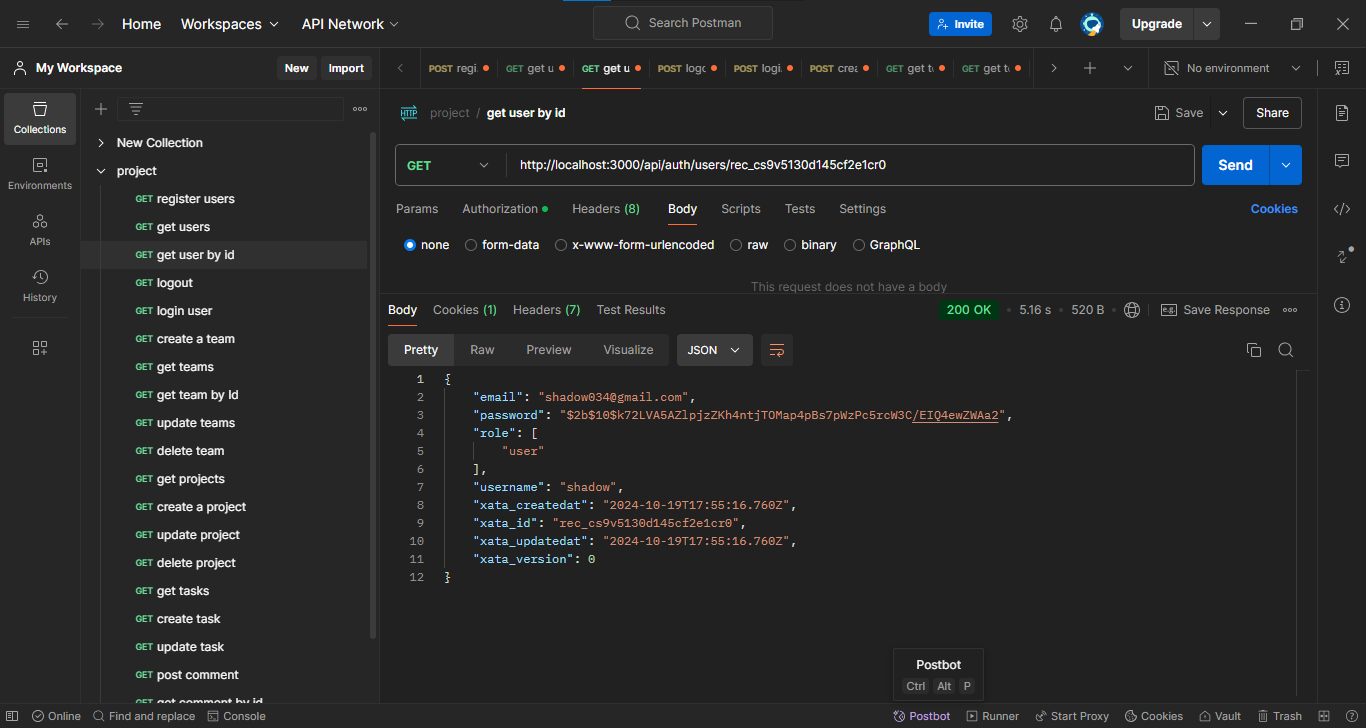 Home Workspaces API Network Search Postman Invite Upgrade
My Workspace New Import
POST regi GET get u GET get u POST logo POST logi POST crea GET get t GET get t No environment
Collections
Environments
APIs
History
New Collection
project
GET register users
GET get users
GET get user by id
GET logout
GET login user
GET create a team
GET get teams
GET get team by Id
GET update teams
GET delete team
GET get projects
GET create a project
GET update project
GET delete project
GET get tasks
GET create task
GET update task
GET post comment
GET get comment by id
HTTP project / get user by id Save Share
GET http://localhost:3000/api/auth/users/rec_cs9v5130d145cf2e1cr0 Send
Params Authorization Headers (8) Body Scripts Tests Settings Cookies
none form-data x-www-form-urlencoded raw binary GraphQL
This request does not have a body
Body Cookies (1) Headers (7) Test Results 200 OK • 5.16 s • 520 B • e.g. Save Response
Pretty Raw Preview Visualize JSON
1 {
2 "email": "shadow034@gmail.com",
3 "password": "$2b$10$k72LVA5AZlpjzZKh4ntjTOMap4pBs7pWzPc5rcW3C/EIQ4ewZWAa2",
4 "role": [
5 "user"
6 ],
7 "username": "shadow",
8 "xata_createdat": "2024-10-19T17:55:16.760Z",
9 "xata_id": "rec_cs9v5130d145cf2e1cr0",
10 "xata_updatedat": "2024-10-19T17:55:16.760Z",
11 "xata_version": 0
12 }
Postbot
Ctrl Alt P
Online Find and replace Console Postbot Runner Start Proxy Cookies Vault Trash